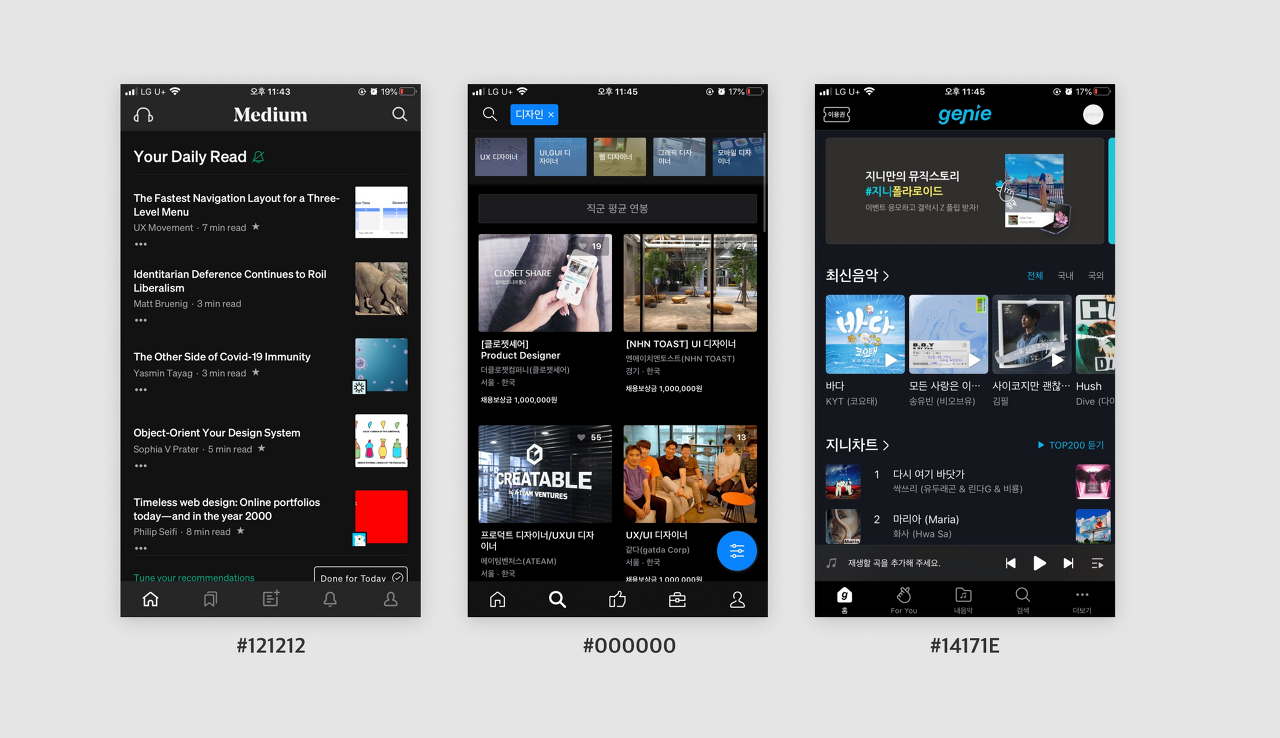 LG U+
오후 11:43
19%
Medium
Your Daily Read
The Fastest Navigation Layout for a Three-
Level Menu
UX Movement · 7 min read ★
Identitarian Deference Continues to Roil
Liberalism
Matt Bruenig · 3 min read
The Other Side of Covid-19 Immunity
Yasmin Tayag · 3 min read ★
Object-Orient Your Design System
Sophia V Prater · 5 min read ★
Timeless web design: Online portfolios
today—and in the year 2000
Philip Seifi · 8 min read ★
Tune your recommendations
Done for Today
#121212
LG U+
오후 11:45
17%
디자인 ×
UX 디자이너
UI,GUI 디
자이너
웹 디자이너
그래픽 디자
이너
모바일 디자
이너
직군 평균 연봉
19
CLOSET SHARE
27
[클로젯셰어]
Product Designer
더클로젯컴퍼니(클로젯셰어)
서울 · 한국
채용보상금 1,000,000원
[NHN TOAST] UI 디자이너
엔에이치엔토스트(NHN TOAST)
경기 · 한국
채용보상금 1,000,000원
55
CREATABLE
by ATEAM VENTURES
13
프로덕트 디자이너/UXUI 디자
이너
에이팀벤처스(ATEAM)
서울 · 한국
UX/UI 디자이너
같다(gatda Corp)
서울 · 한국
채용보상금 1,000,000원
#000000
LG U+
오후 11:45
17%
이용권
genie
지니만의 뮤직스토리
#지니폴라로이드
이벤트 응모하고 갤럭시 Z 플립 받자!
최신음악
전체
국내
국외
바다
코요태
B.B.Y
바다
KYT (코요태)
모든 사랑은 이…
송유빈 (비오브유)
사이코지만 괜찮…
김필
Hush
Dive (다이
지니차트
TOP200 듣기
1
다시 여기 바닷가
싹쓰리 (유두래곤 & 린다G & 비룡)
2
마리아 (Maria)
화사 (Hwa Sa)
재생할 곡을 추가해 주세요.
홈
For You
내음악
검색
더보기
#14171E